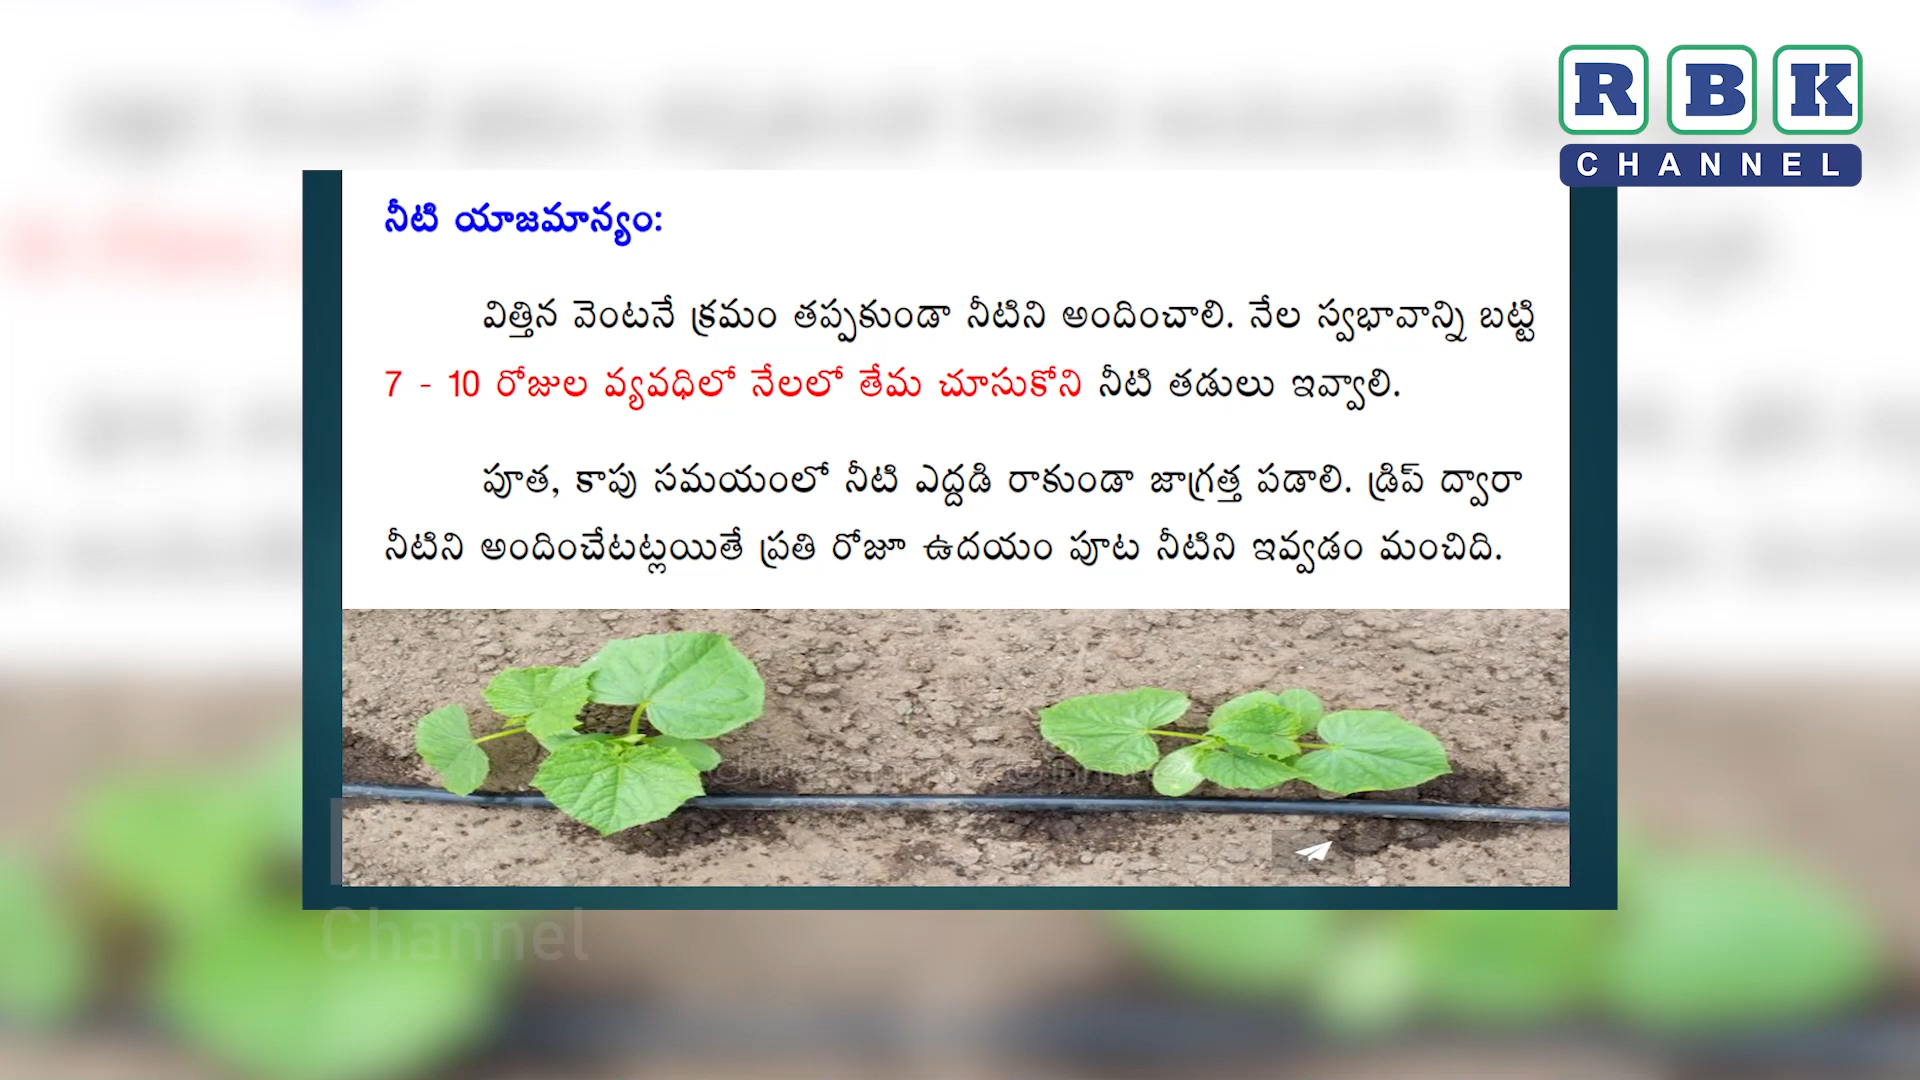 RBK
CHANNEL
నీటి యాజమాన్యం:
విత్తిన వెంటనే క్రమం తప్పకుండా నీటిని అందించాలి. నేల స్వభావాన్ని బట్టి
7 - 10 రోజుల వ్యవధిలో నేలలో తేమ చూసుకోని నీటి తడులు ఇవ్వాలి.
పూత, కాపు సమయంలో నీటి ఎద్దడి రాకుండా జాగ్రత్త పడాలి. డ్రిప్ ద్వారా
నీటిని అందించేటట్లయితే ప్రతి రోజూ ఉదయం పూట నీటిని ఇవ్వడం మంచిది.
Channel